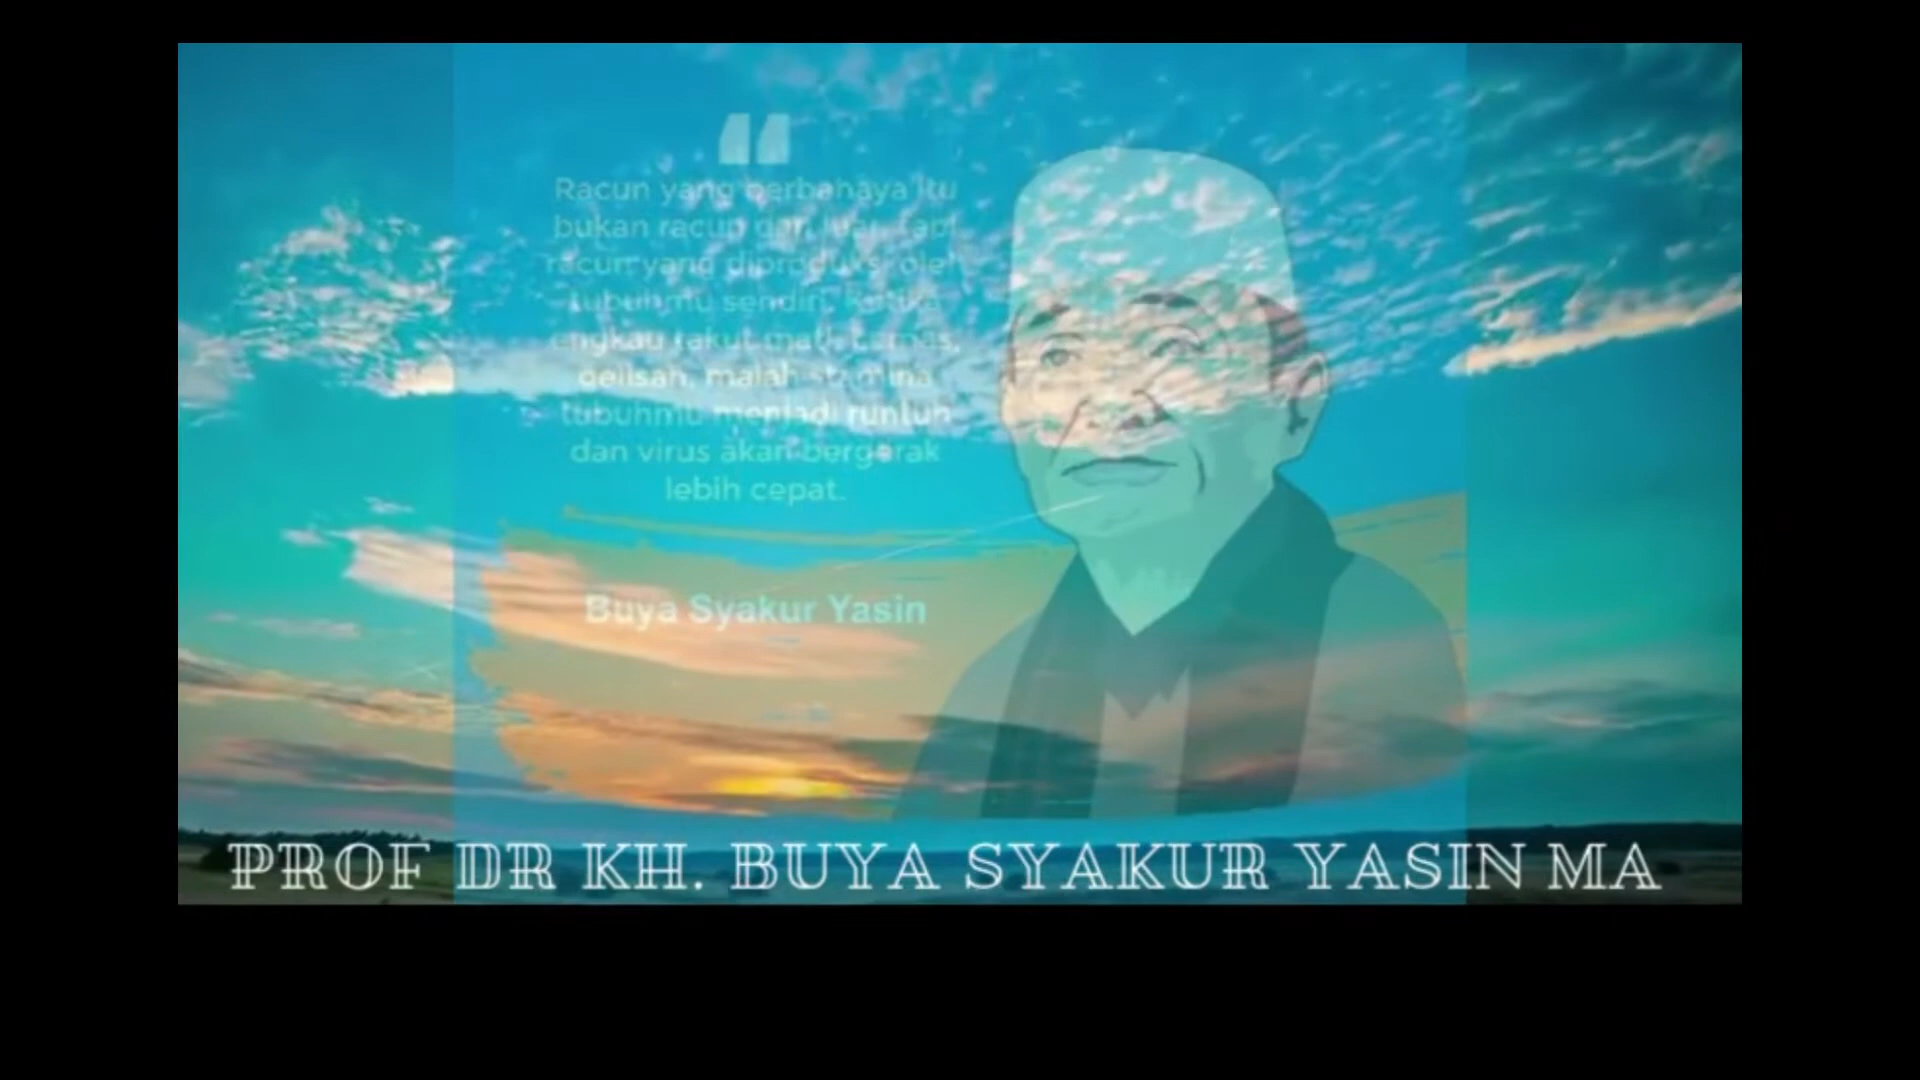 Racun yang berbahaya itu
bukan racun dari luar, tapi
racun yang diproduksi oleh
tubuhmu sendiri. Ketika
engkau takut mati, cemas,
gelisah, malah stamina
tubuhmu menjadi runtuh
dan virus akan bergerak
lebih cepat.
Buya Syakur Yasin
PROF DR KH. BUYA SYAKUR YASIN MA